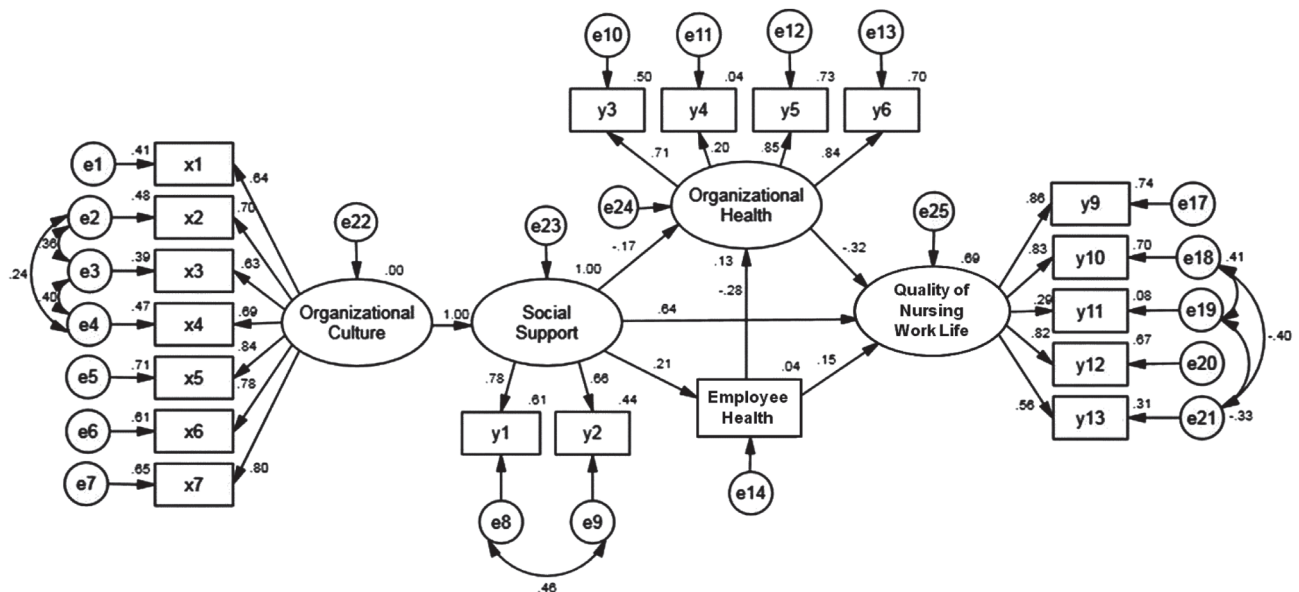 e10
e11
e12
e13
.50
.04
.73
.70
y3
y4
y5
y6
.71
.20
.85
.84
e1
.41
x1
.64
e2
.48
x2
.70
.36
.24
e3
.39
x3
.63
.40
e4
.47
x4
.69
e5
.71
x5
.84
e6
.61
x6
.78
e7
.65
x7
.80
e22
.00
Organizational
Culture
1.00
e23
1.00
Social
Support
.78
.66
.61
.44
y1
y2
e8
e9
.46
e24
Organizational
Health
-.17
.13
-.28
-.32
.64
.21
.04
.15
Employee
Health
e14
e25
.69
Quality of
Nursing
Work Life
.86
y9
.74
e17
.83
y10
.70
e18
.41
.29
y11
.08
e19
-.40
.82
y12
.67
e20
.56
y13
.31
e21
-.33